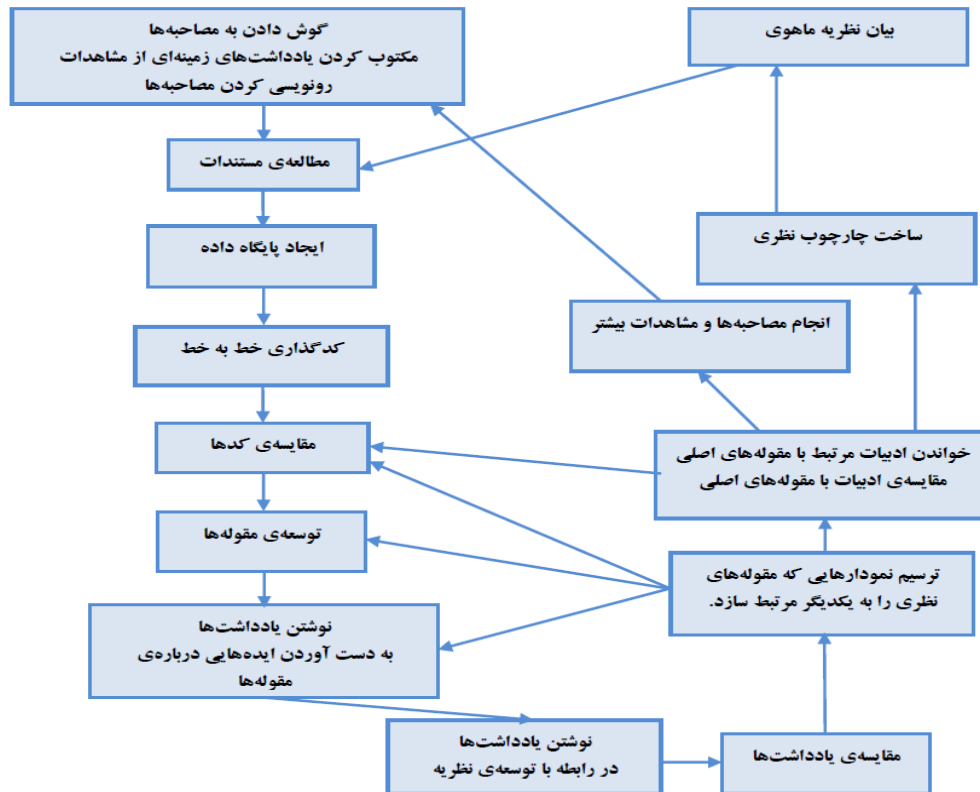 گوش دادن به مصاحبه‌ها
مکتوب کردن یادداشت‌های زمینه‌ای از مشاهدات
رونویسی کردن مصاحبه‌ها
بیان نظریه ماهوی
مطالعه‌ی مستندات
ایجاد پایگاه داده
ساخت چارچوب نظری
انجام مصاحبه‌ها و مشاهدات بیشتر
کدگذاری خط به خط
مقایسه‌ی کدها
خواندن ادبیات مرتبط با مقوله‌های اصلی
مقایسه‌ی ادبیات با مقوله‌های اصلی
توسعه‌ی مقوله‌ها
ترسیم نمودارهایی که مقوله‌های
نظری را به یکدیگر مرتبط سازد.
نوشتن یادداشت‌ها
به دست آوردن ایده‌هایی درباره‌ی
مقوله‌ها
نوشتن یادداشت‌ها
در رابطه با توسعه‌ی نظریه
مقایسه‌ی یادداشت‌ها